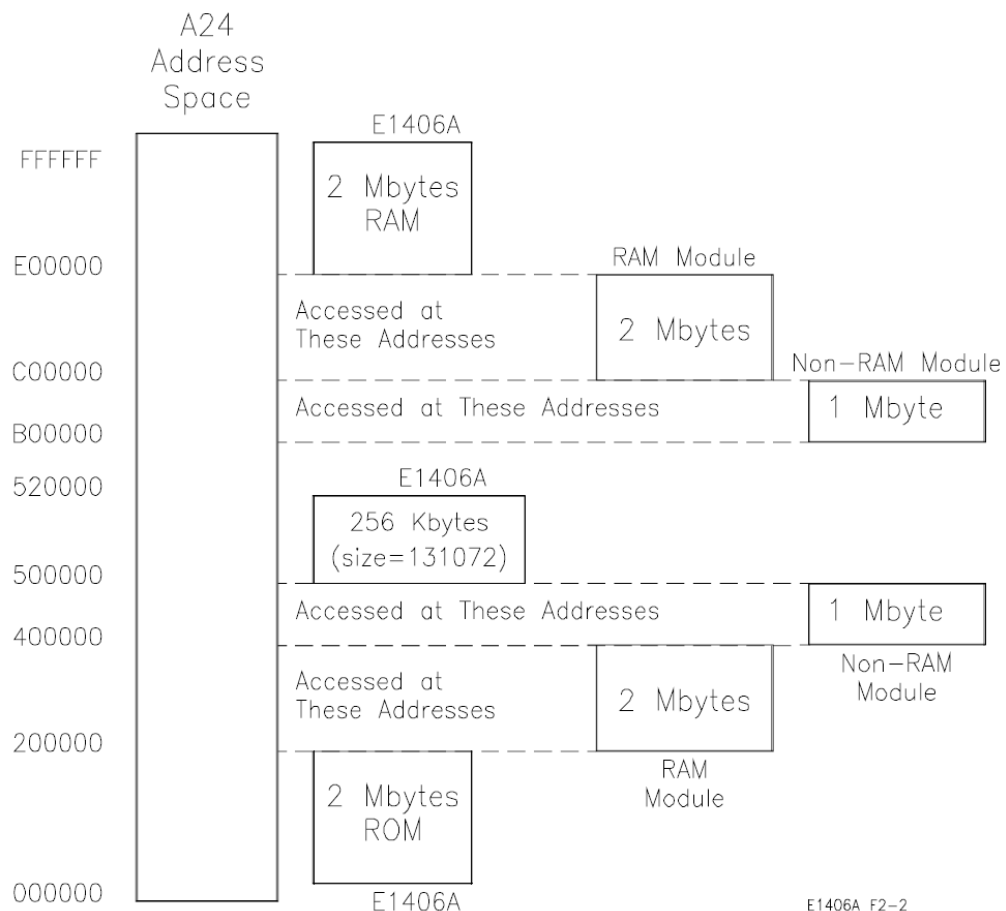 A24
Address
Space
E1406A
FFFFFF
2 Mbytes
RAM
E00000
RAM Module
Accessed at
These Addresses
2 Mbytes
C00000
Non-RAM Module
Accessed at These Addresses
1 Mbyte
B00000
520000
E1406A
256 Kbytes
(size=131072)
500000
Accessed at These Addresses
1 Mbyte
400000
Non-RAM
Module
Accessed at
These Addresses
2 Mbytes
200000
RAM
Module
2 Mbytes
ROM
000000
E1406A
E1406A F2-2